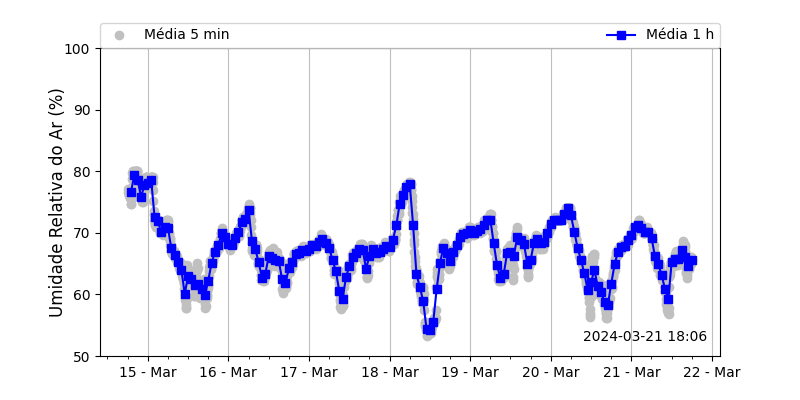 Média 5 min
Média 1 h
Umidade Relativa do Ar (%)
100
90
80
70
60
50
2024-03-21 18:06
15 - Mar
16 - Mar
17 - Mar
18 - Mar
19 - Mar
20 - Mar
21 - Mar
22 - Mar